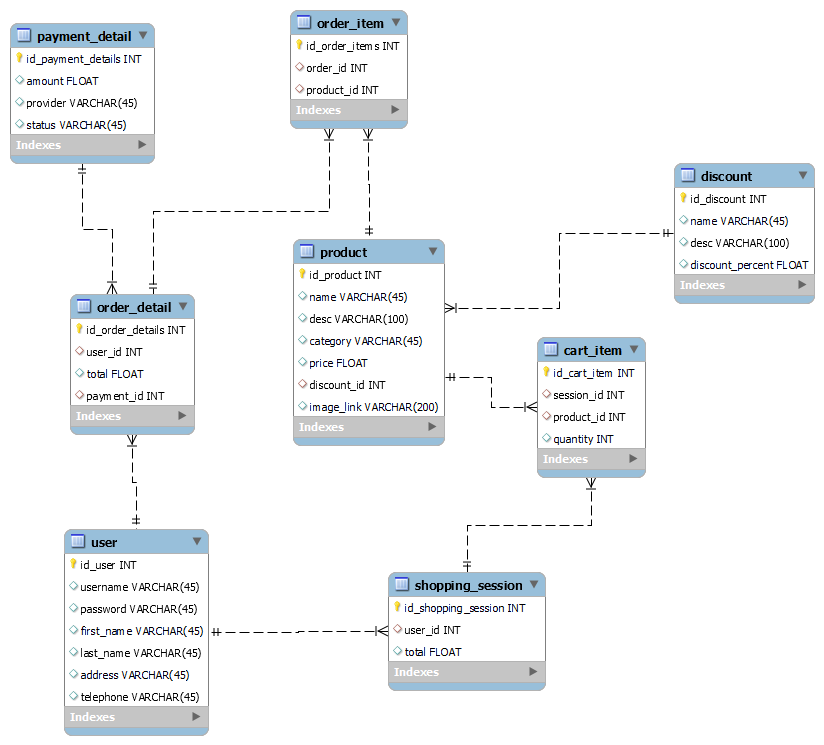 payment_detail
id_payment_details INT
amount FLOAT
provider VARCHAR(45)
status VARCHAR(45)
Indexes
order_item
id_order_items INT
order_id INT
product_id INT
Indexes
discount
id_discount INT
name VARCHAR(45)
desc VARCHAR(100)
discount_percent FLOAT
Indexes
product
id_product INT
name VARCHAR(45)
desc VARCHAR(100)
category VARCHAR(45)
price FLOAT
discount_id INT
image_link VARCHAR(200)
Indexes
order_detail
id_order_details INT
user_id INT
total FLOAT
payment_id INT
Indexes
cart_item
id_cart_item INT
session_id INT
product_id INT
quantity INT
Indexes
user
id_user INT
username VARCHAR(45)
password VARCHAR(45)
first_name VARCHAR(45)
last_name VARCHAR(45)
address VARCHAR(45)
telephone VARCHAR(45)
Indexes
shopping_session
id_shopping_session INT
user_id INT
total FLOAT
Indexes